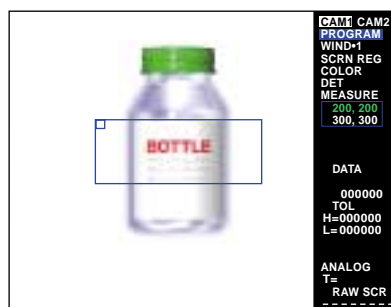 BOTTLE
CAM1 CAM2
PROGRAM
WIND•1
SCRN REG
COLOR
DET
MEASURE
200, 200
300, 300
DATA
000000
TOL
H=000000
L=000000
ANALOG
T=
RAW SCR
--------